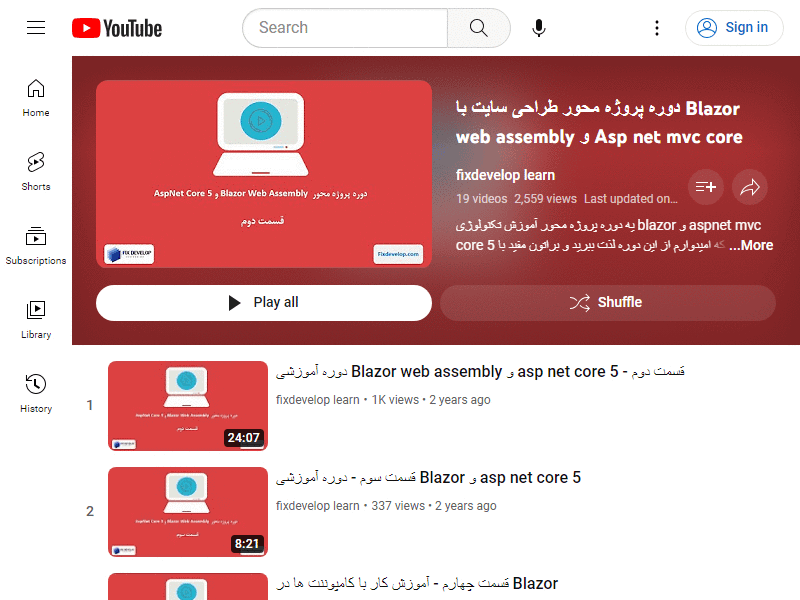 YouTube
Search
Sign in
Home
Shorts
Subscriptions
Library
History
دوره پروژه محور AspNet Core 5 و Blazor Web Assembly
قسمت دوم
FIX DEVELOP
Fixdevelop.com
Play all
دوره پروژه محور طراحی سایت با Blazor
web assembly و Asp net mvc core
fixdevelop learn
19 videos 2,559 views Last updated on…
به دوره پروژه محور آموزش تکنولوژی blazor و aspnet mvc
core 5 که امیدوارم از این دوره لذت ببرید و براتون مفید با
...More
Shuffle
1
24:07
دوره آموزشی Blazor web assembly و asp net core 5 - قسمت دوم
fixdevelop learn • 1K views • 2 years ago
2
8:21
قسمت سوم - دوره آموزشی Blazor و asp net core 5
fixdevelop learn • 337 views • 2 years ago
قسمت چهارم - آموزش کار با کامپوننت ها در Blazor